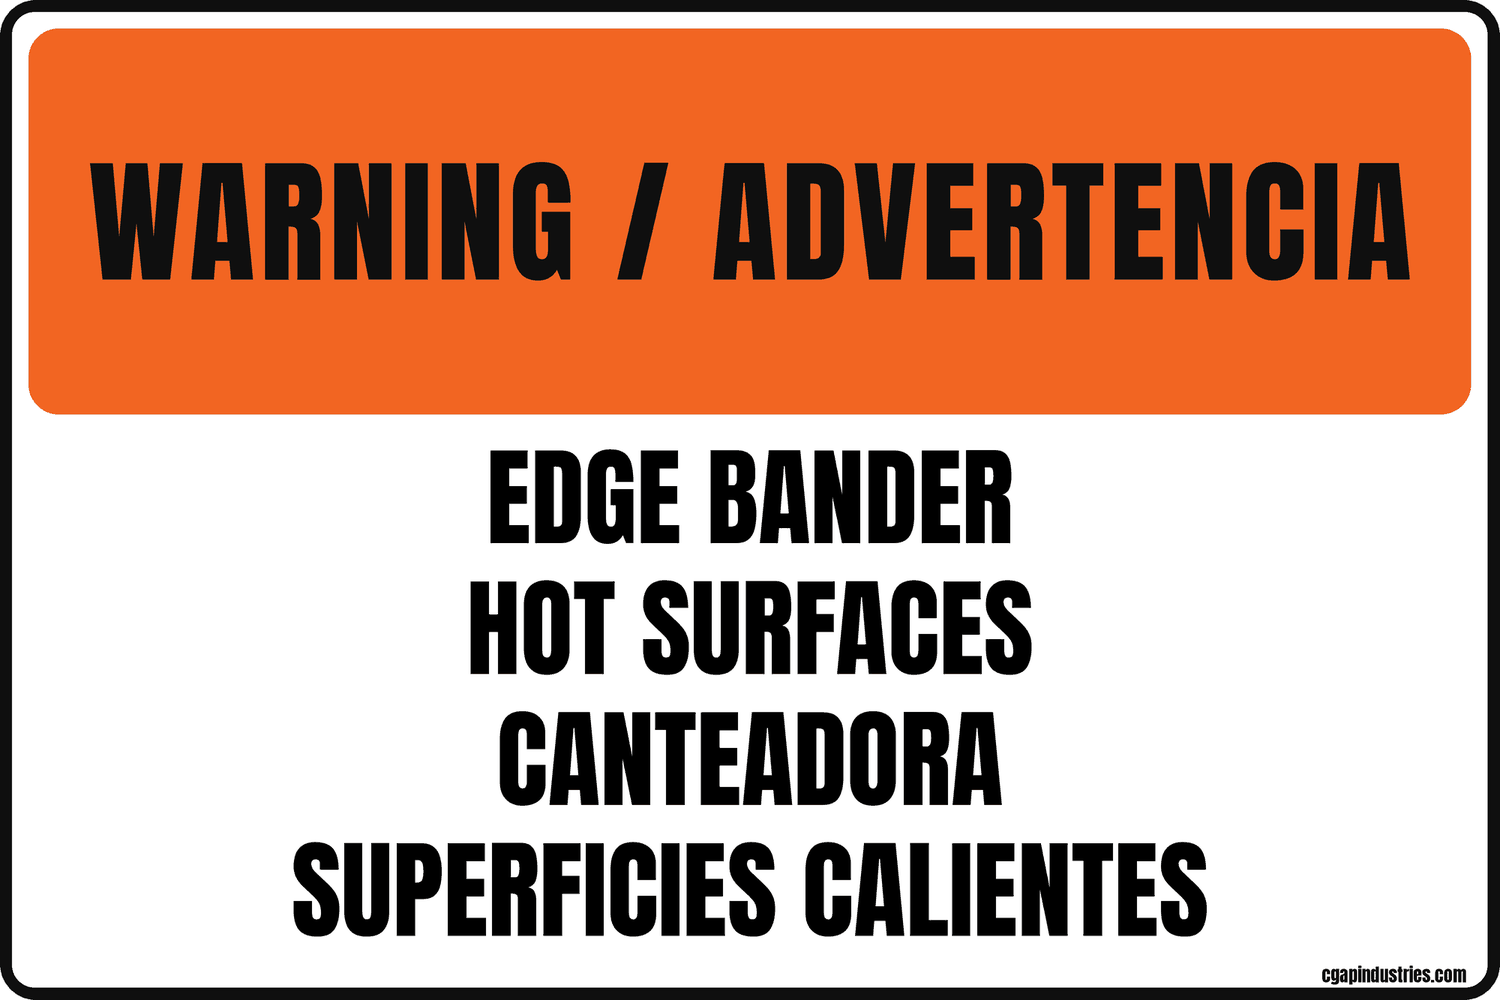 WARNING / ADVERTENCIA
EDGE BANDER
HOT SURFACES
CANTEADORA
SUPERFICIES CALIENTES
cgapindustries.com